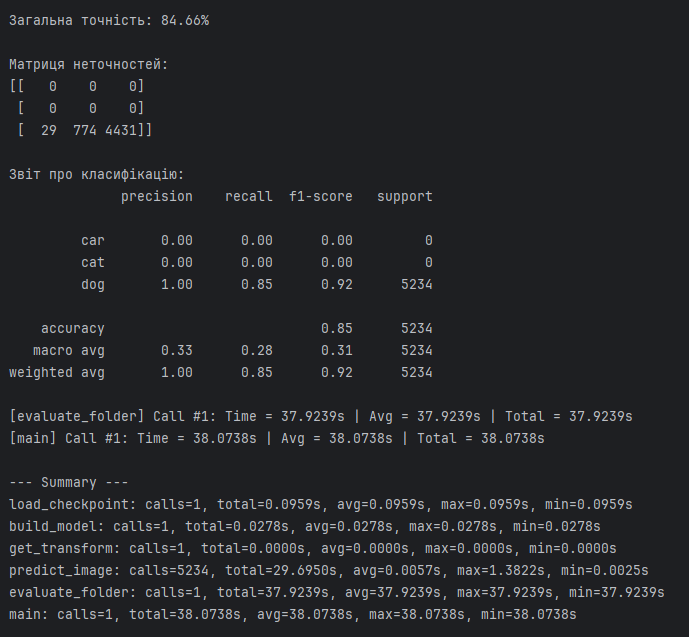 Загальна точність: 84.66%
Матриця неточностей:
[[   0    0    0]
 [   0    0    0]
 [  29  774 4431]]
Звіт про класифікацію:
              precision    recall  f1-score   support
         car       0.00      0.00      0.00         0
         cat       0.00      0.00      0.00         0
         dog       1.00      0.85      0.92      5234
    accuracy                           0.85      5234
   macro avg       0.33      0.28      0.31      5234
weighted avg       1.00      0.85      0.92      5234
[evaluate_folder] Call #1: Time = 37.9239s | Avg = 37.9239s | Total = 37.9239s
[main] Call #1: Time = 38.0738s | Avg = 38.0738s | Total = 38.0738s
--- Summary ---
load_checkpoint: calls=1, total=0.0959s, avg=0.0959s, max=0.0959s, min=0.0959s
build_model: calls=1, total=0.0278s, avg=0.0278s, max=0.0278s, min=0.0278s
get_transform: calls=1, total=0.0000s, avg=0.0000s, max=0.0000s, min=0.0000s
predict_image: calls=5234, total=29.6950s, avg=0.0057s, max=1.3822s, min=0.0025s
evaluate_folder: calls=1, total=37.9239s, avg=37.9239s, max=37.9239s, min=37.9239s
main: calls=1, total=38.0738s, avg=38.0738s, max=38.0738s, min=38.0738s